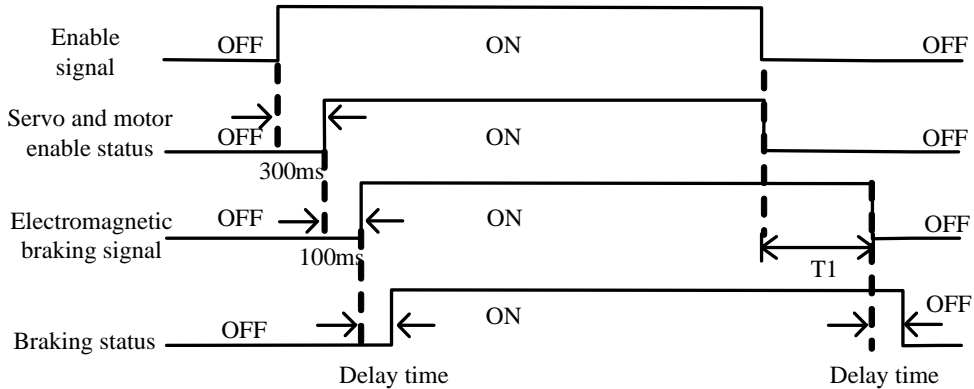 Enable
signal
OFF
ON
OFF
Servo and motor
enable status
OFF
ON
OFF
300ms
Electromagnetic
braking signal
OFF
ON
OFF
100ms
T1
Braking status
OFF
ON
OFF
Delay time
Delay time